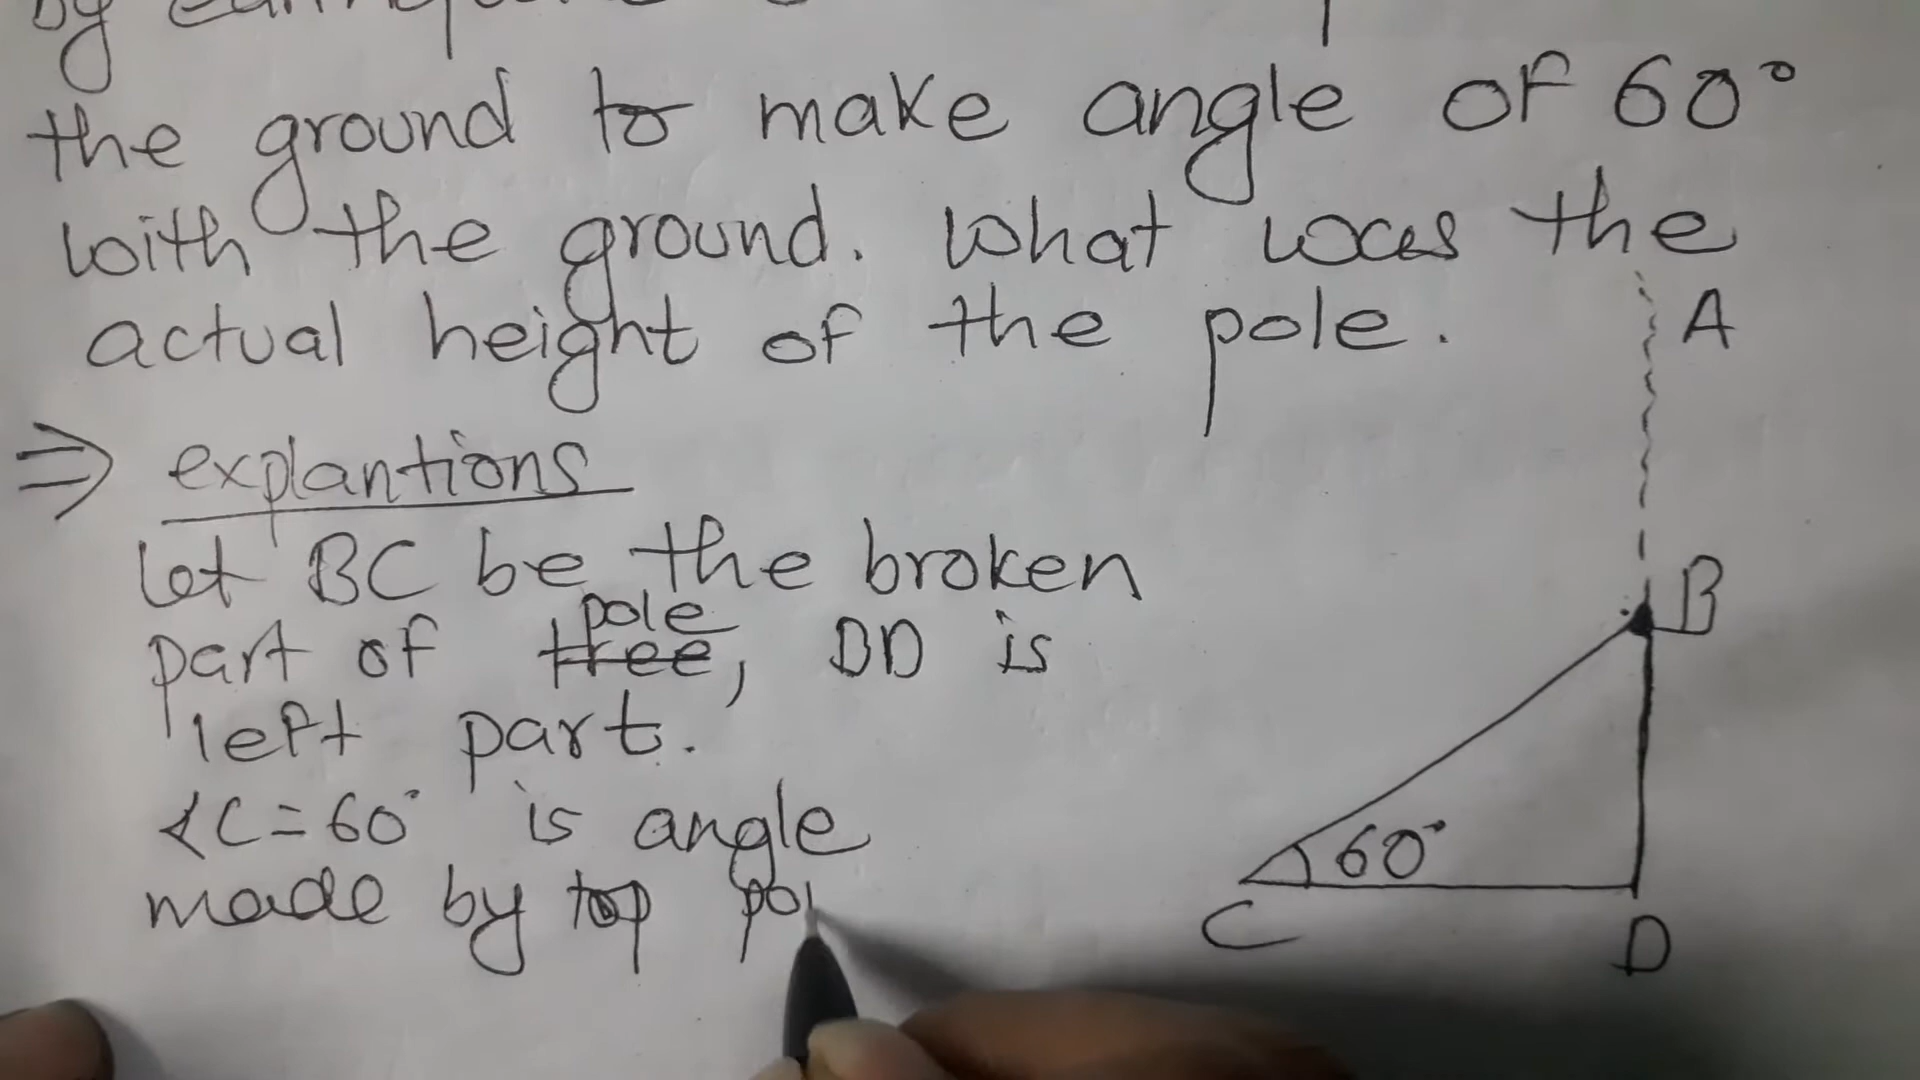 by
the ground to make angle of 60°
with the ground. What was the
actual height of the pole.
A
⇒ explantions
Let BC be the broken
pole
part of tree, BD is
B
left part.
∠C=60° is angle
60°
made by top pol
C
D